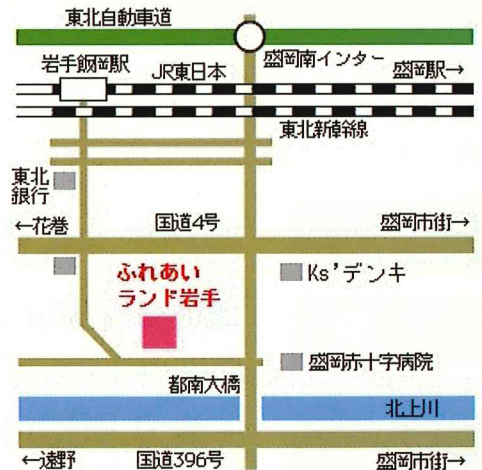 東北自動車道
盛岡南インター
岩手飯岡駅
JR東日本
盛岡駅→
東北新幹線
東北
銀行
←花巻
国道4号
盛岡市街→
ふれあい
ランド岩手
Ks'デンキ
盛岡赤十字病院
都南大橋
北上川
←遠野
国道396号
盛岡市街→